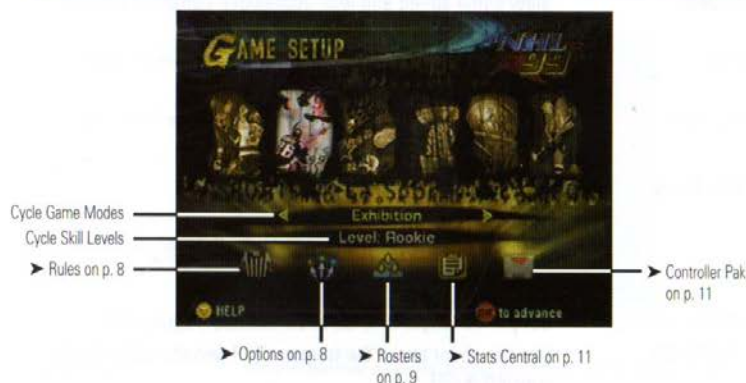 GAME SETUP
NHL 99
Cycle Game Modes
Exhibition
Cycle Skill Levels
Level: Rookie
➤ Rules on p. 8
➤ Controller Pak
on p. 11
HELP
to advance
➤ Options on p. 8
➤ Rosters
on p. 9
➤ Stats Central on p. 11